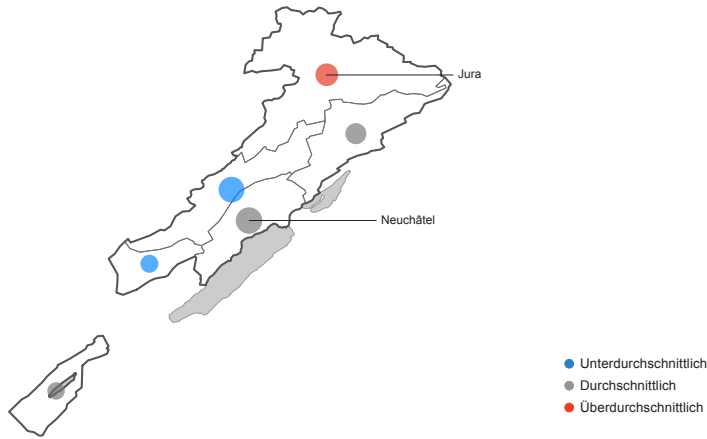 Jura
Neuchâtel
Unterdurchschnittlich
Durchschnittlich
Überdurchschnittlich